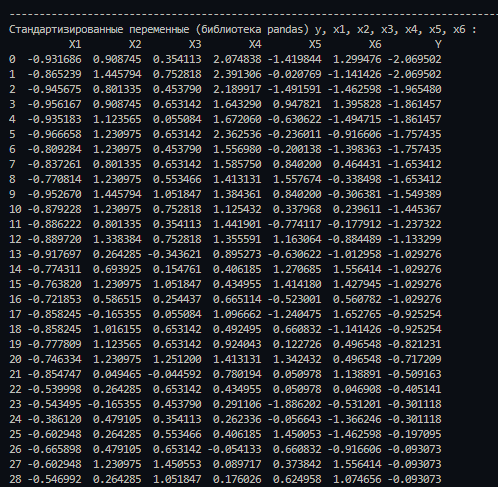 Стандартизированные переменные (библиотека pandas) y, x1, x2, x3, x4, x5, x6 :
X1 X2 X3 X4 X5 X6 Y
0 -0.931686 0.908745 0.354113 2.074838 -1.419844 1.299476 -2.069502
1 -0.865239 1.445794 0.752818 2.391306 -0.020769 -1.141426 -2.069502
2 -0.945675 0.801335 0.453790 2.189917 -1.491591 -1.462598 -1.965480
3 -0.956167 0.908745 0.653142 1.643290 0.947821 1.395828 -1.861457
4 -0.935183 1.123565 0.055084 1.672060 -0.630622 -1.494715 -1.861457
5 -0.966658 1.230975 0.653142 2.362536 -0.236011 -0.916606 -1.757435
6 -0.809284 1.230975 0.453790 1.556980 -0.200138 -1.398363 -1.757435
7 -0.837261 0.801335 0.653142 1.585750 0.840200 0.464431 -1.653412
8 -0.770814 1.230975 0.553466 1.413131 1.557674 -0.338498 -1.653412
9 -0.952670 1.445794 1.051847 1.384361 0.840200 -0.306381 -1.549389
10 -0.879228 1.230975 0.752818 1.125432 0.337968 0.239611 -1.445367
11 -0.886222 0.801335 0.354113 1.441901 -0.774117 -0.177912 -1.237322
12 -0.889720 1.338384 0.752818 1.355591 1.163064 -0.884489 -1.133299
13 -0.917697 0.264285 -0.343621 0.895273 -0.630622 -1.012958 -1.029276
14 -0.774311 0.693925 0.154761 0.406185 1.270685 1.556414 -1.029276
15 -0.763820 1.230975 1.051847 0.434955 1.414180 1.427945 -1.029276
16 -0.721853 0.586515 0.254437 0.665114 -0.523001 0.560782 -1.029276
17 -0.858245 -0.165355 0.055084 1.096662 -1.240475 1.652765 -0.925254
18 -0.858245 1.016155 0.653142 0.492495 0.660832 -1.141426 -0.925254
19 -0.777809 1.123565 0.653142 0.924043 0.122726 0.496548 -0.821231
20 -0.746334 1.230975 1.251200 1.413131 1.342432 0.496548 -0.717209
21 -0.854747 0.049465 -0.044592 0.780194 0.050978 1.138891 -0.509163
22 -0.539998 0.264285 0.653142 0.434955 0.050978 0.046908 -0.405141
23 -0.543495 -0.165355 0.453790 0.291106 -1.886202 -0.531201 -0.301118
24 -0.386120 0.479105 0.354113 0.262336 -0.056643 -1.366246 -0.301118
25 -0.602948 0.264285 0.553466 0.406185 1.450053 -1.462598 -0.197095
26 -0.665898 0.479105 0.653142 -0.054133 0.660832 -0.916606 -0.093073
27 -0.602948 1.230975 1.450553 0.089717 0.373842 1.556414 -0.093073
28 -0.546992 0.264285 1.051847 0.176026 0.624958 1.074656 -0.093073